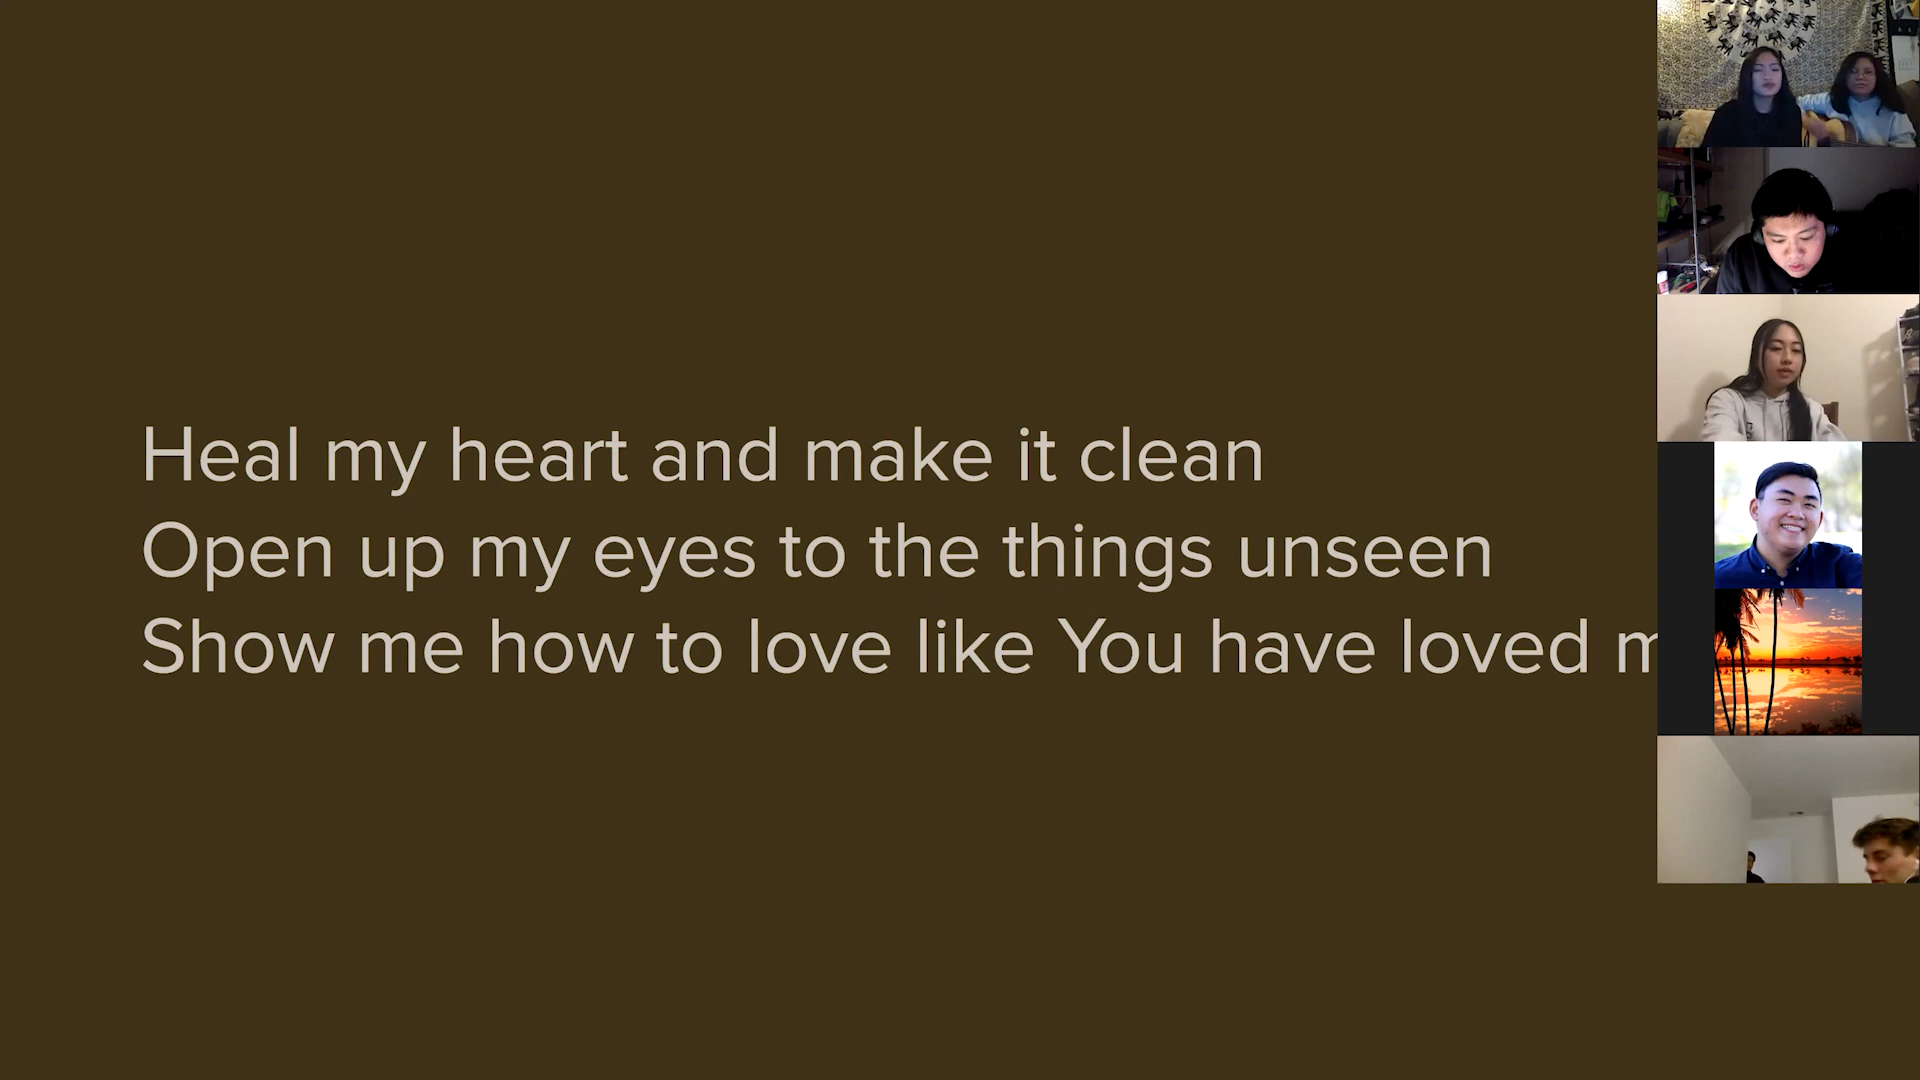 Heal my heart and make it clean
Open up my eyes to the things unseen
Show me how to love like You have loved m